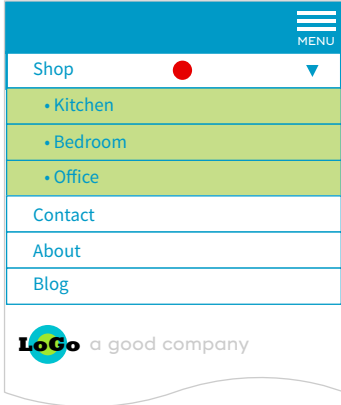 MENU
Shop ▼
• Kitchen
• Bedroom
• Office
Contact
About
Blog
LoGo a good company